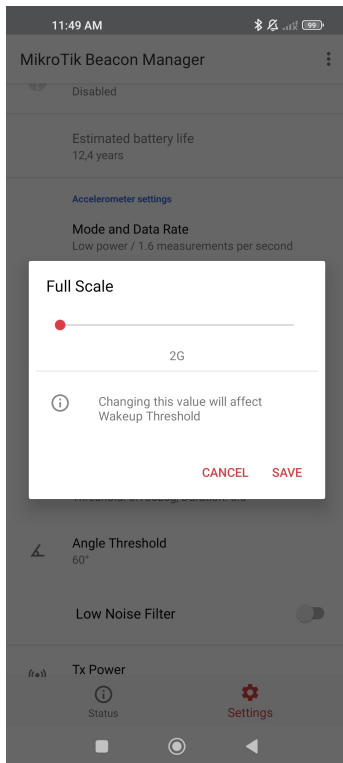 11:49 AM
99
MikroTik Beacon Manager
Disabled
Estimated battery life
12,4 years
Accelerometer settings
Mode and Data Rate
Low power / 1.6 measurements per second
Full Scale
2G
Changing this value will affect
Wakeup Threshold
CANCEL
SAVE
Angle Threshold
60°
Low Noise Filter
Tx Power
Status
Settings